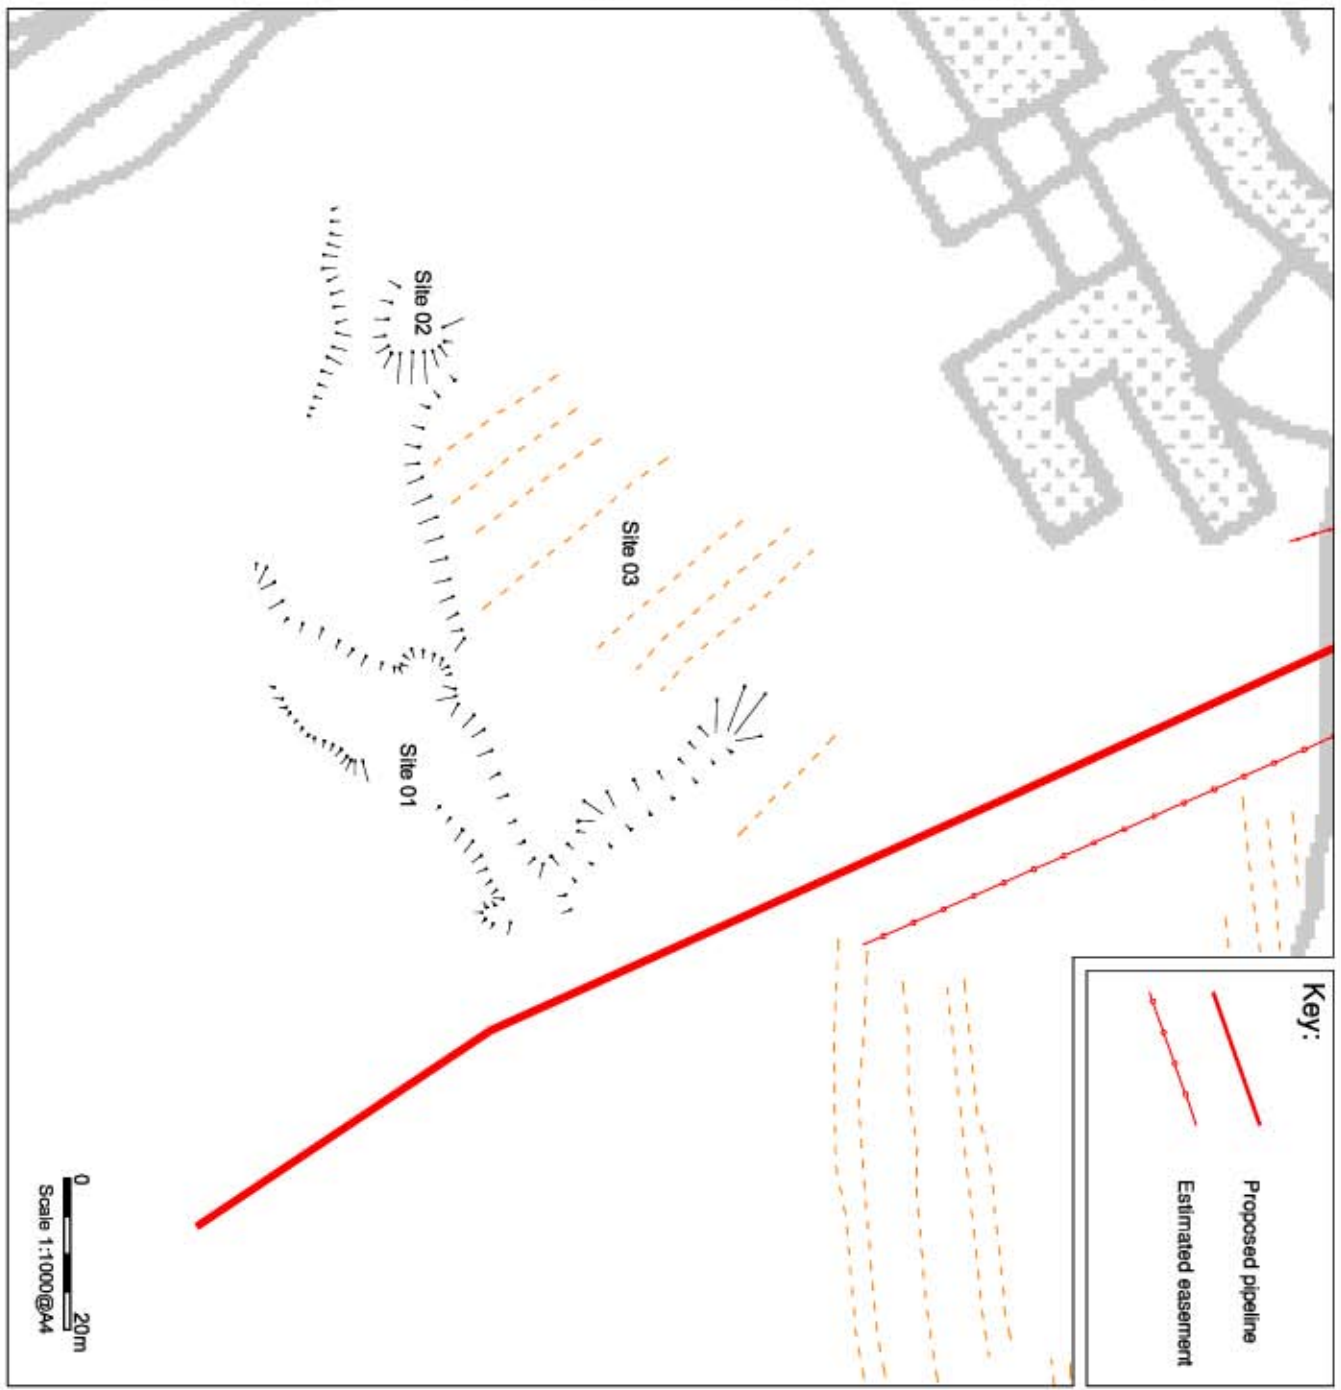 Key:
Proposed pipeline
Estimated easement
Site 03
Site 02
Site 01
0
20m
Scale 1:1000@A4